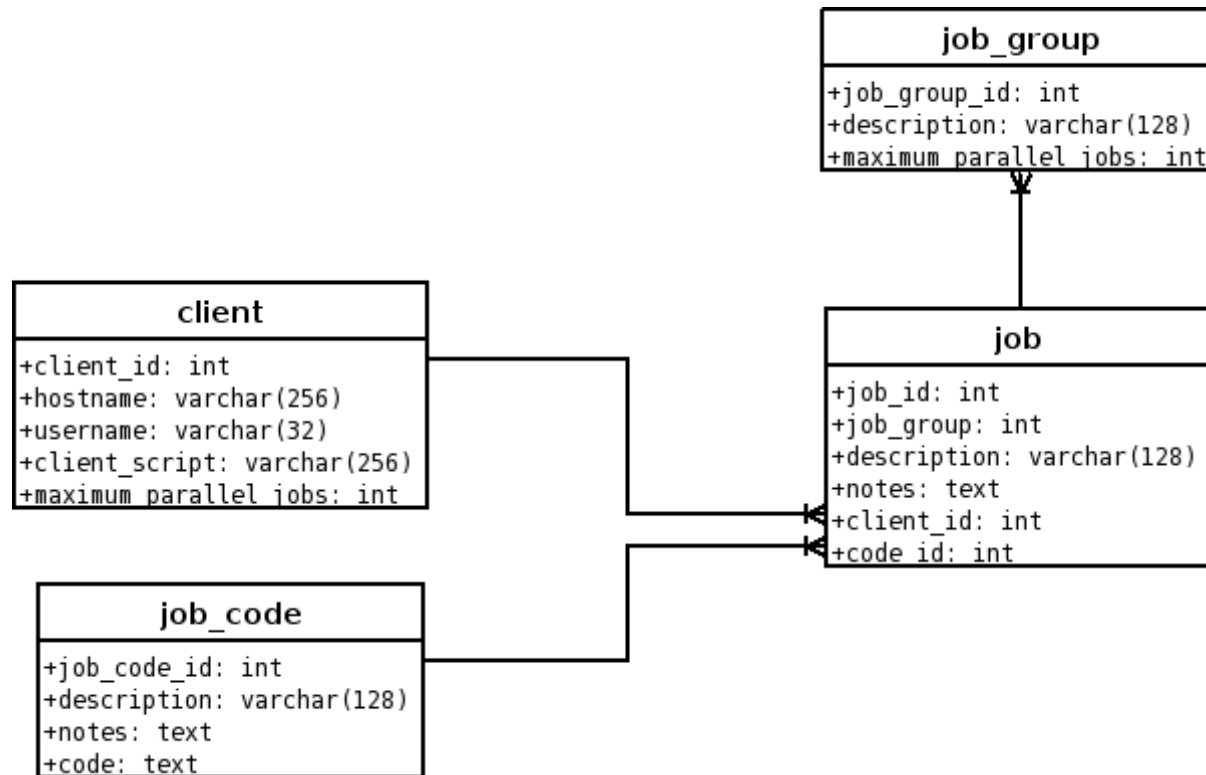 job_group
+job_group_id: int
+description: varchar(128)
+maximum_parallel_jobs: int
client
+client_id: int
+hostname: varchar(256)
+username: varchar(32)
+client_script: varchar(256)
+maximum_parallel_jobs: int
job
+job_id: int
+job_group: int
+description: varchar(128)
+notes: text
+client_id: int
+code_id: int
job_code
+job_code_id: int
+description: varchar(128)
+notes: text
+code: text